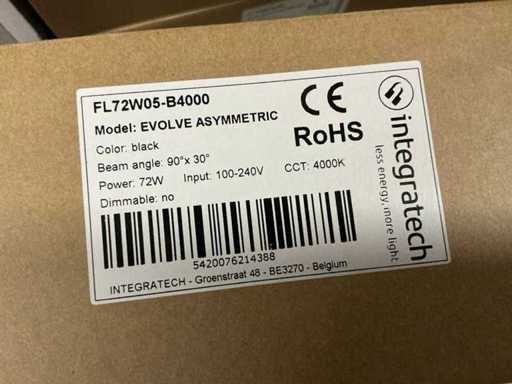 FL72W05-B4000
Model: EVOLVE ASYMMETRIC
Color: black
Beam angle: 90°x 30°
Power: 72W Input: 100-240V CCT: 4000K
Dimmable: no
CE
RoHS
5420076214388
INTEGRATECH - Groenstraat 48 - BE3270 - Belgium
integratech
less energy, more light